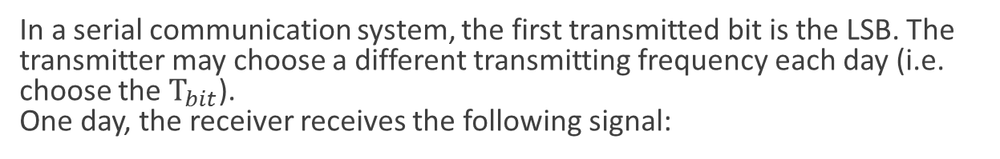 In a serial communication system, the first transmitted bit is the LSB. The
transmitter may choose a different transmitting frequency each day (i.e.
choose the T_{bit}).
One day, the receiver receives the following signal: